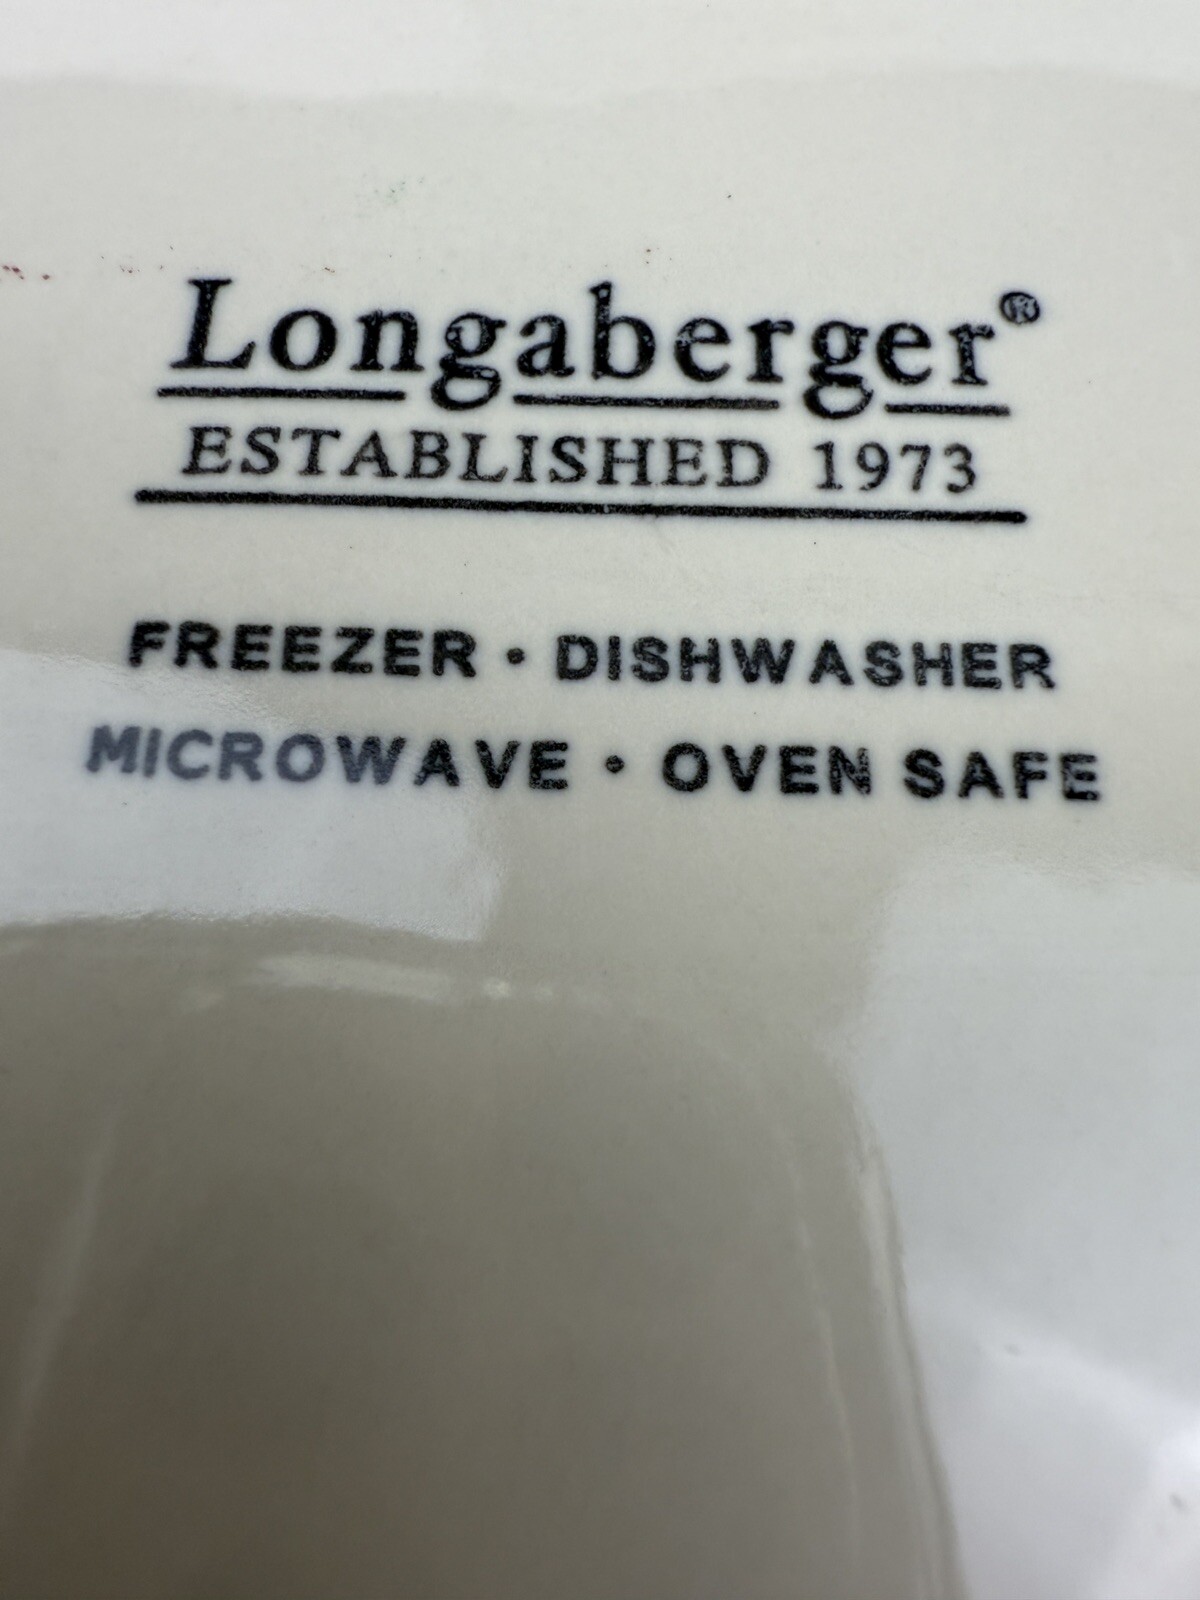 Longaberger®
ESTABLISHED 1973
FREEZER • DISHWASHER
MICROWAVE • OVEN SAFE